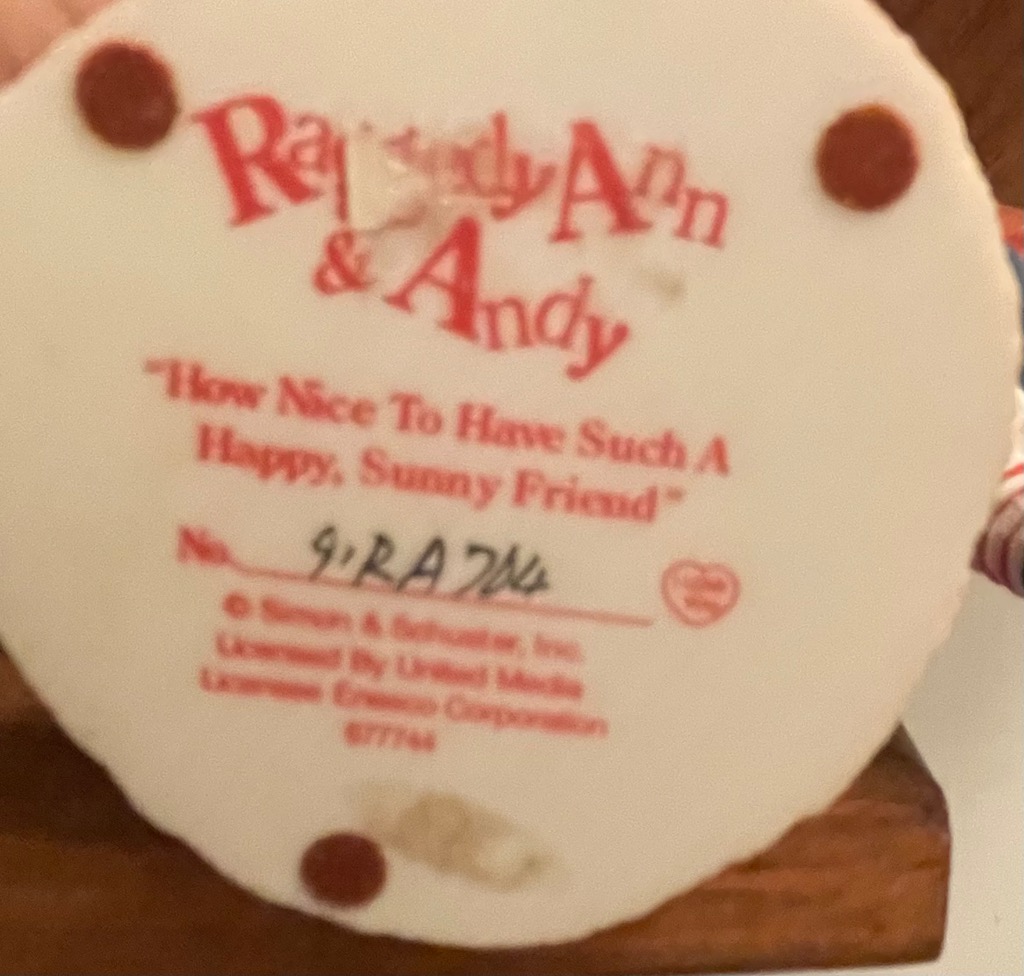 Raggedy Ann
& Andy
"How Nice To Have Such A
Happy, Sunny Friend"
No.
© Simon & Schuster, Inc.
Licensed By United Media
Licensee Enesco Corporation
677744